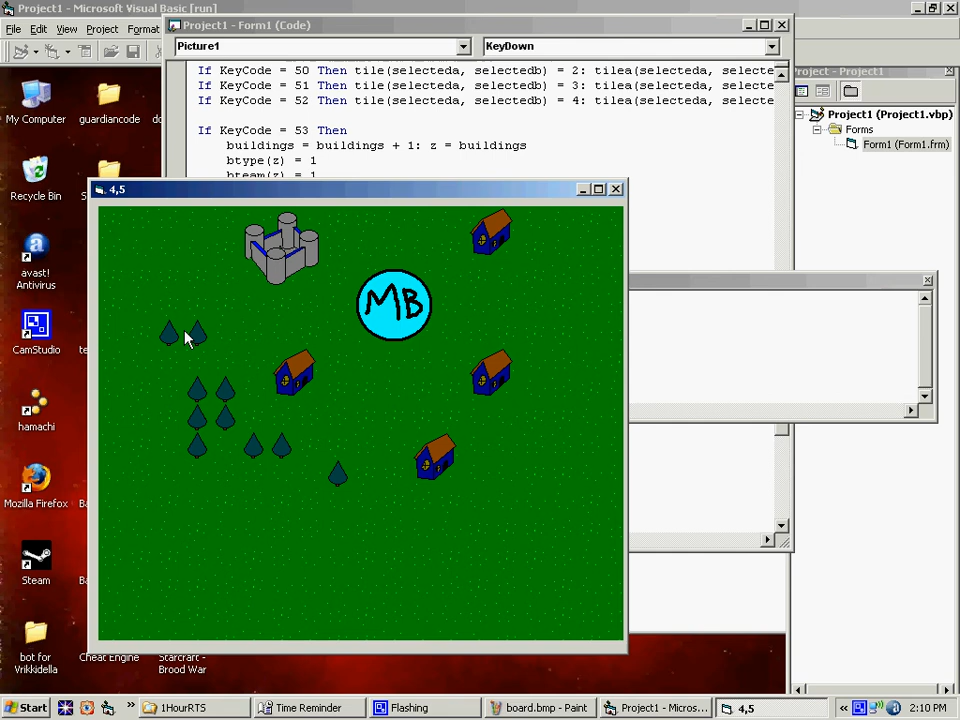 Project1 - Microsoft Visual Basic [run]
File Edit View Project Format
Project1 - Form1 (Code)
Picture1
KeyDown
If KeyCode = 50 Then tile(selecteda, selectedb) = 2: tilea(selecteda, selecte
If KeyCode = 51 Then tile(selecteda, selectedb) = 3: tilea(selecteda, selecte
If KeyCode = 52 Then tile(selecteda, selectedb) = 4: tilea(selecteda, selecte
If KeyCode = 53 Then
buildings = buildings + 1: z = buildings
btype(z) = 1
bteam(z) = 1
Project - Project1
Project1 (Project1.vbp)
Forms
Form1 (Form1.frm)
My Computer
guardiancode
Recycle Bin
avast!
Antivirus
CamStudio
hamachi
Mozilla Firefox
Steam
bot for
Vrikkidella
Cheat Engine
Starcraft -
Brood War
4,5
MB
Start
»
1HourRTS
Time Reminder
Flashing
board.bmp - Paint
Project1 - Micros...
4,5
«
2:10 PM